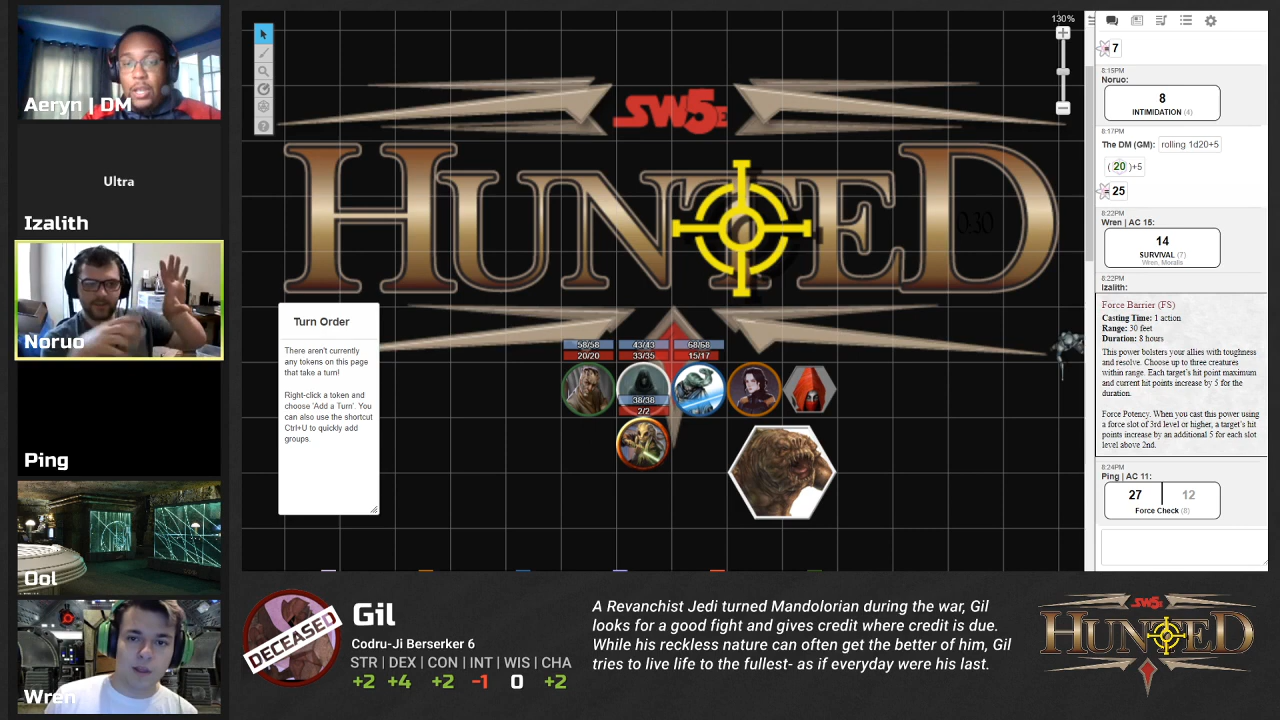 Aeryn | DM
Ultra
Izalith
Noruo
Ping
Ool
Wren
SW5E
HUNTED
0:30
130%
Turn Order
There aren't currently
any tokens on this page
that take a turn!
Right-click a token and
choose 'Add a Turn'. You
can also use the shortcut
Ctrl+U to quickly add
groups.
58/58
20/20
43/43
33/35
68/68
15/17
38/38
2/2
7
8:15PM
Noruo:
8
INTIMIDATION (4)
8:17PM
The DM (GM): rolling 1d20+5
(20)+5
25
8:22PM
Wren | AC 15:
14
SURVIVAL (7)
Wren, Moralla
8:22PM
Izalith:
Force Barrier (FS)
Casting Time: 1 action
Range: 30 feet
Duration: 8 hours
This power bolsters your allies with toughness
and resolve. Choose up to three creatures
within range. Each target's hit point maximum
and current hit points increase by 5 for the
duration.
Force Potency. When you cast this power using
a force slot of 3rd level or higher, a target's hit
points increase by an additional 5 for each slot
level above 2nd.
8:24PM
Ping | AC 11:
27 12
Force Check (8)
DECEASED
Gil
Codru-Ji Berserker 6
STR | DEX | CON | INT | WIS | CHA
+2 +4 +2 -1 0 +2
A Revanchist Jedi turned Mandolorian during the war, Gil
looks for a good fight and gives credit where credit is due.
While his reckless nature can often get the better of him, Gil
tries to live life to the fullest- as if everyday were his last.
SW5E
HUNTED